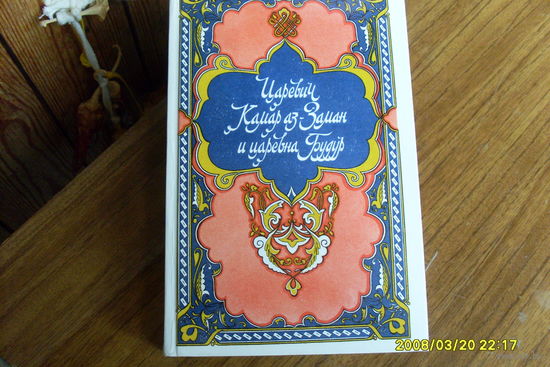 Царевич
Камар аз-Заман
и царевна Будур
2008/03/20 22:17